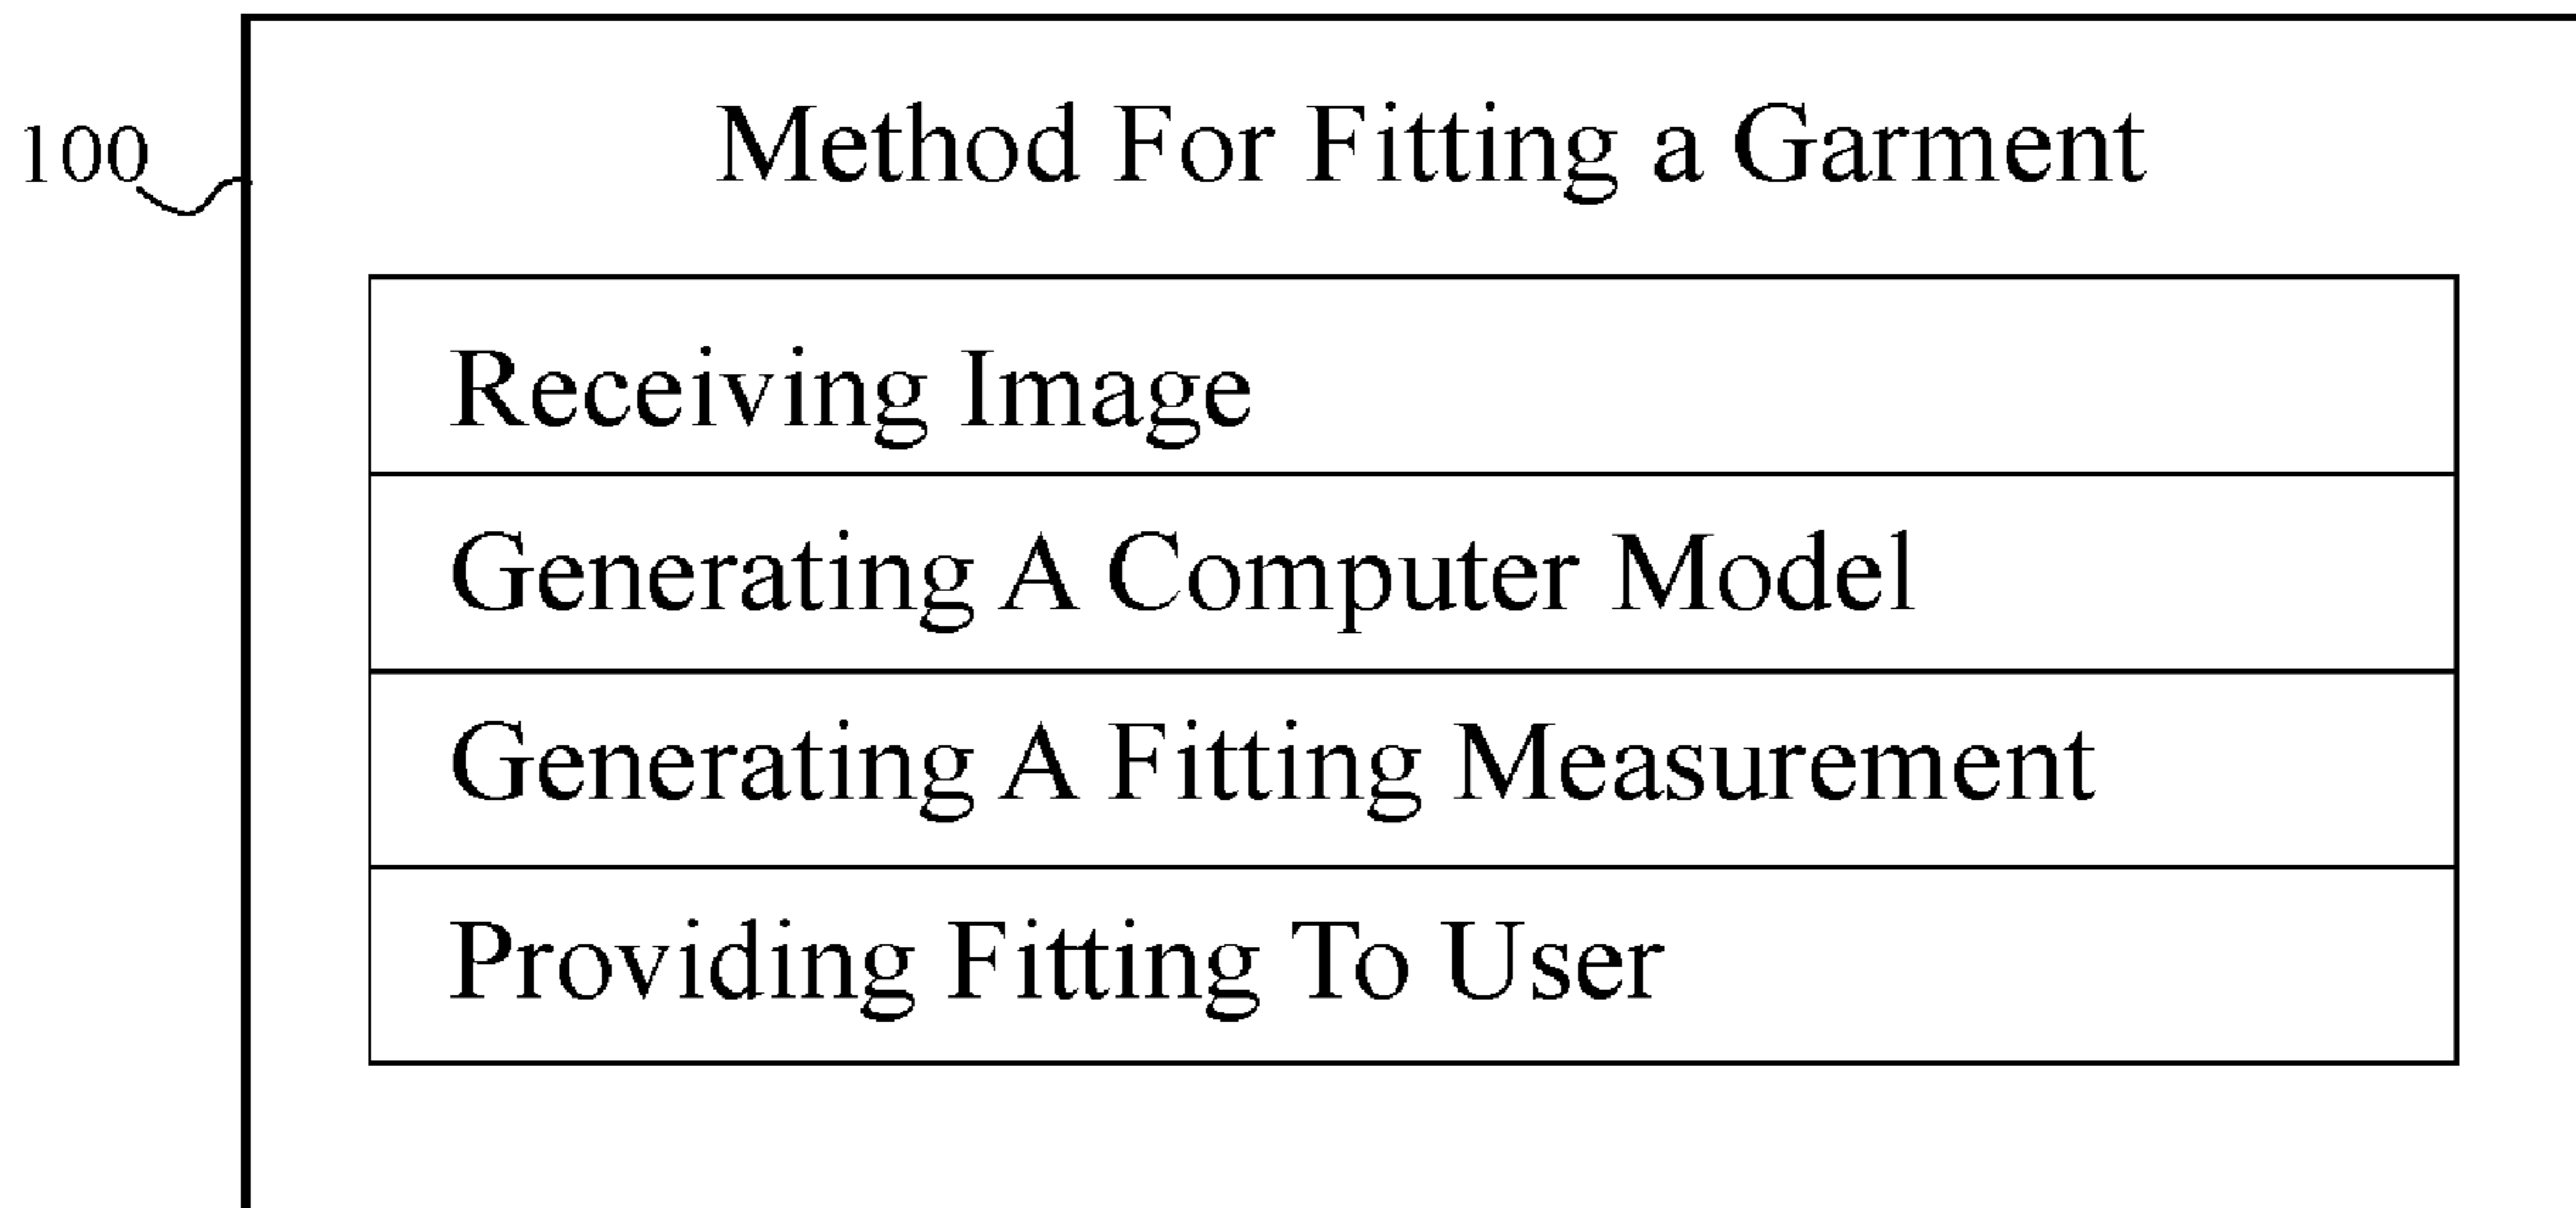 100
Method For Fitting a Garment
Receiving Image
Generating A Computer Model
Generating A Fitting Measurement
Providing Fitting To User